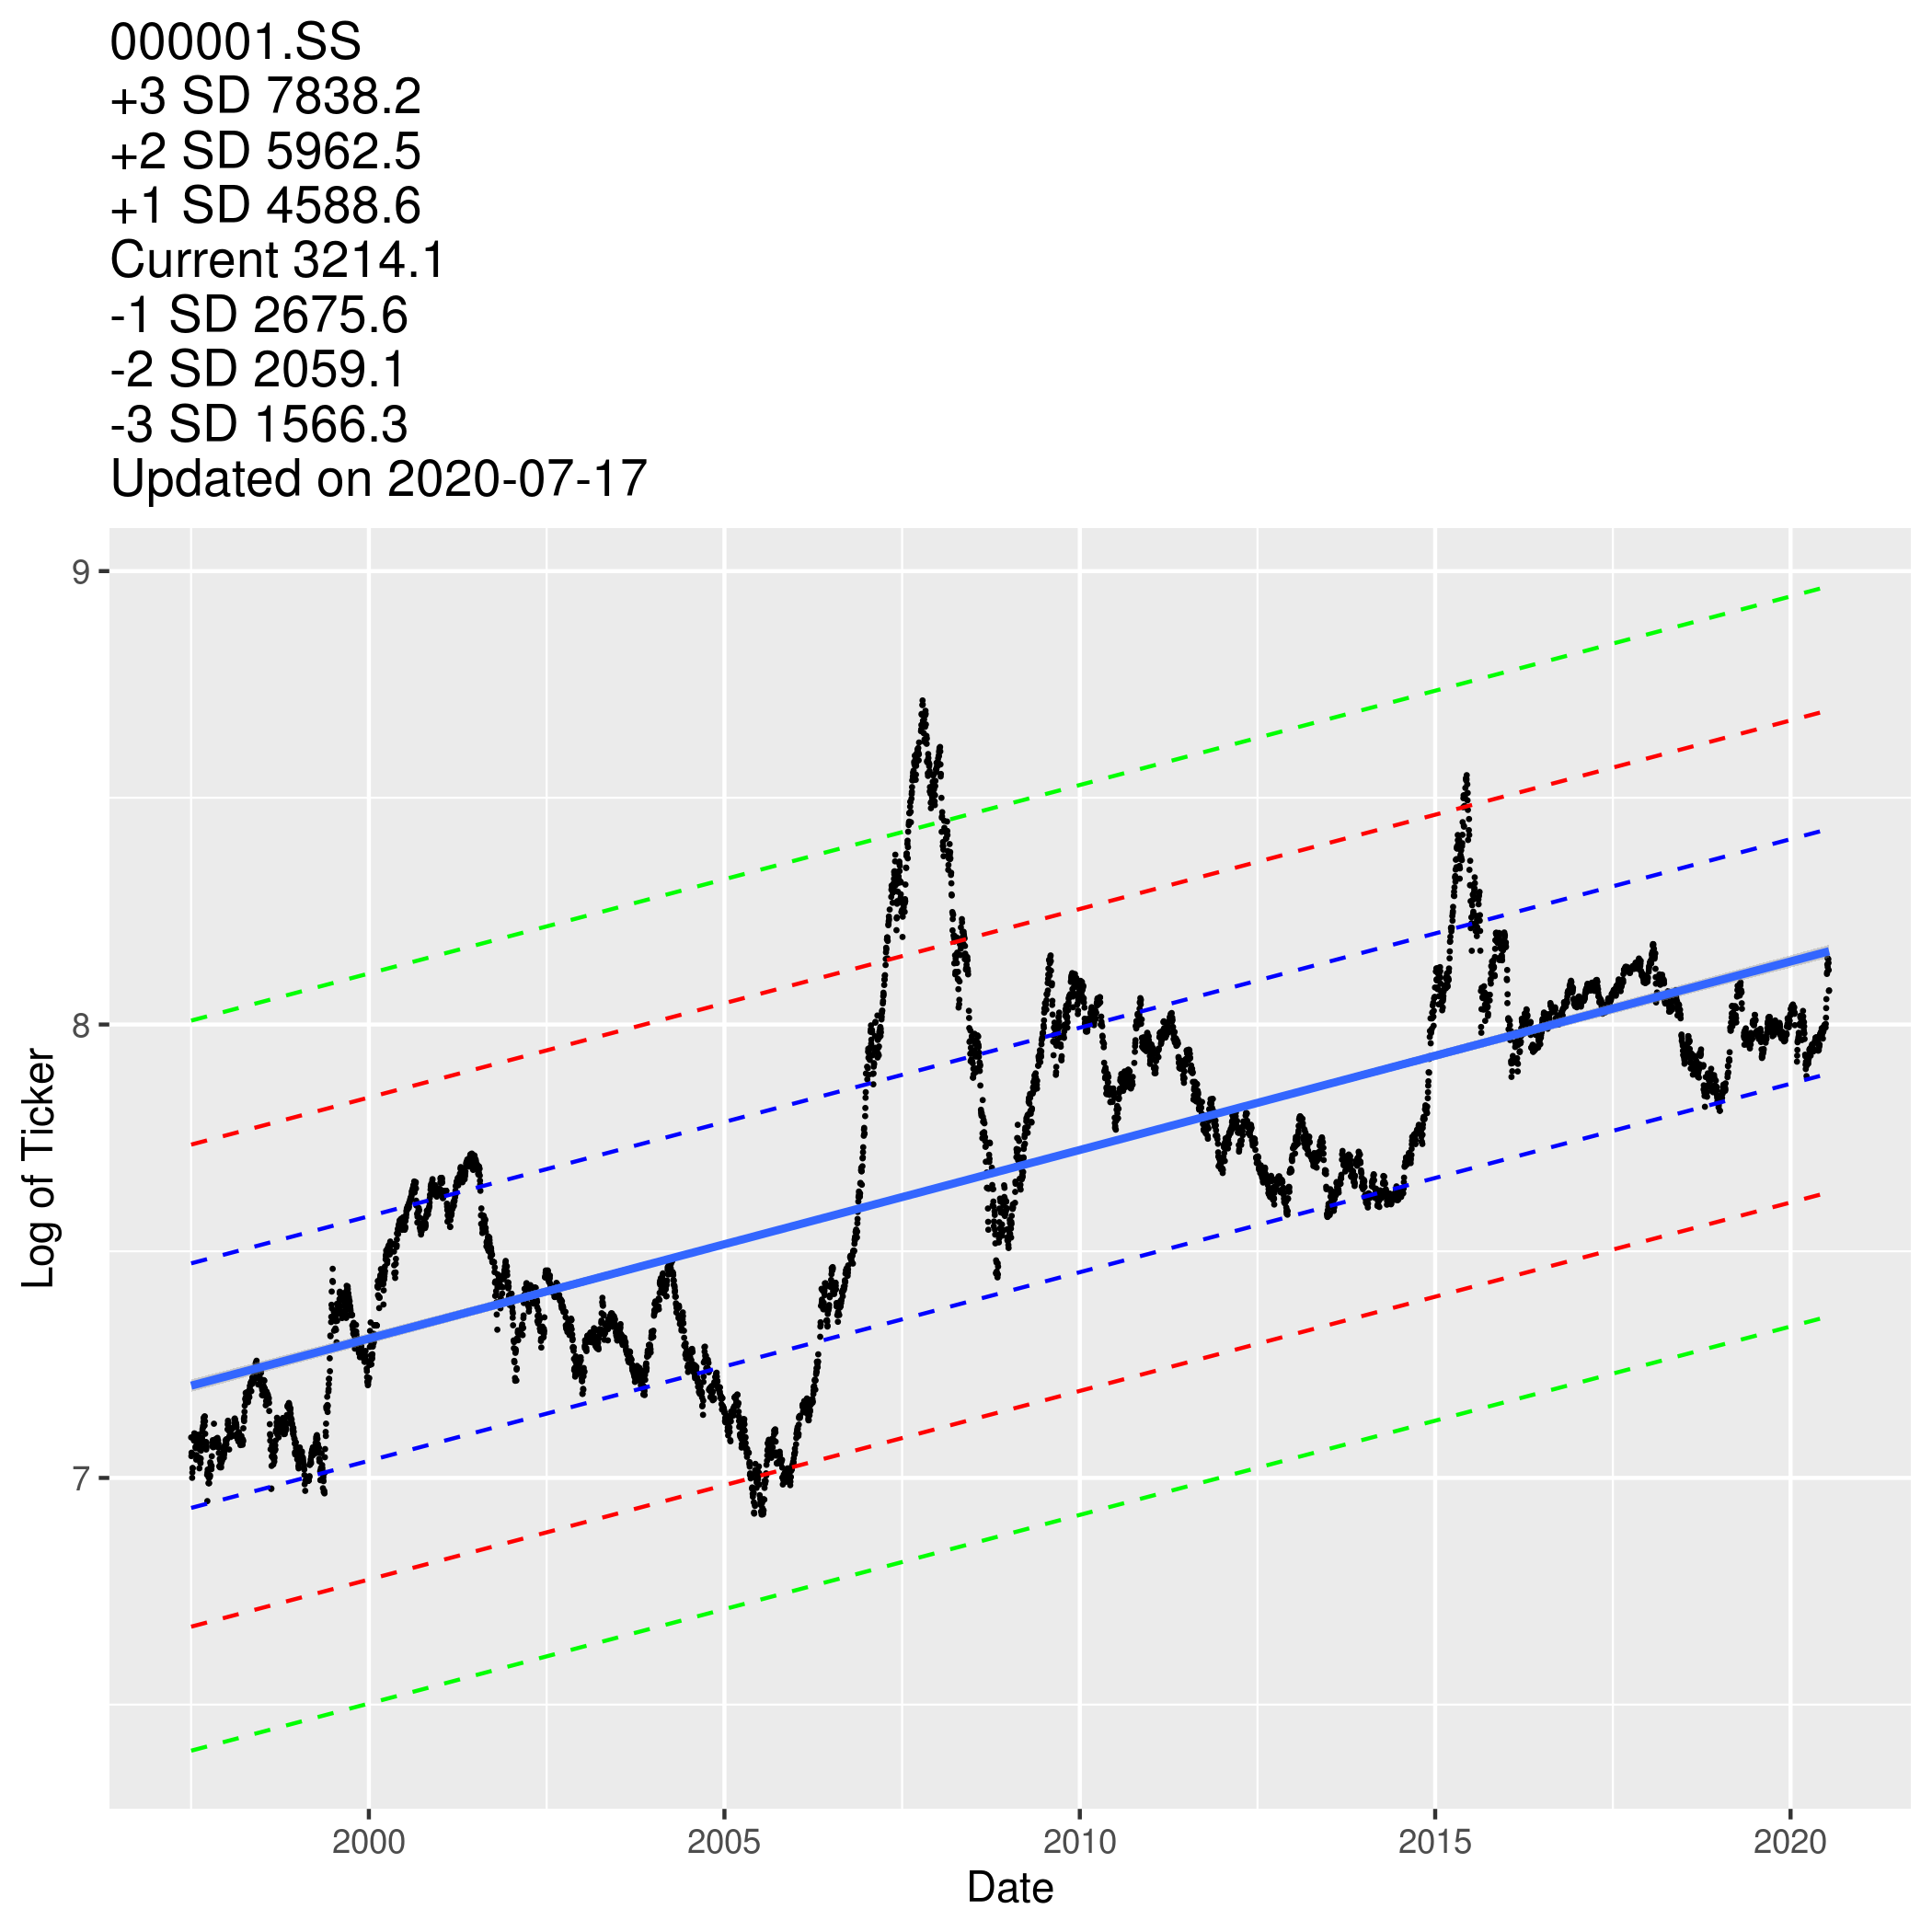 000001.SS
+3 SD 7838.2
+2 SD 5962.5
+1 SD 4588.6
Current 3214.1
-1 SD 2675.6
-2 SD 2059.1
-3 SD 1566.3
Updated on 2020-07-17
9
8
7
Log of Ticker
2000 2005 2010 2015 2020
Date